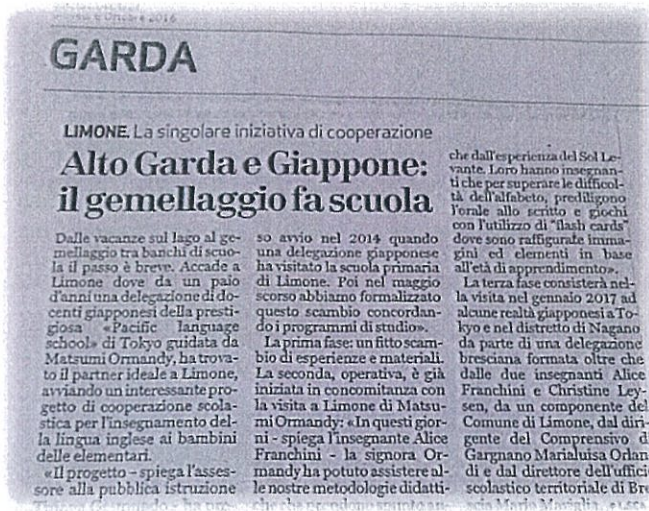 2016
GARDA
LIMONE. La singolare iniziativa di cooperazione
Alto Garda e Giappone:
il gemellaggio fa scuola
Dalle vacanze sul lago al ge-
mellaggio tra banchi di scuo-
la il passo è breve. Accade a
Limone dove da un paio
d'anni una delegazione di do-
centi giapponesi della presti-
giosa «Pacific language
school» di Tokyo guidata da
Matsumi Ormandy, ha trova-
to il partner ideale a Limone,
avviando un interessante pro-
getto di cooperazione scola-
stica per l'insegnamento del-
la lingua inglese ai bambini
delle elementari.
«Il progetto - spiega l'asses-
sore alla pubblica istruzione
so avvio nel 2014 quando
una delegazione giapponese
ha visitato la scuola primaria
di Limone. Poi nel maggio
scorso abbiamo formalizzato
questo scambio concordan-
do i programmi di studio».
La prima fase: un fitto scam-
bio di esperienze e materiali.
La seconda, operativa, è già
iniziata in concomitanza con
la visita a Limone di Matsu-
mi Ormandy: «In questi gior-
ni - spiega l'insegnante Alice
Franchini - la signora Or-
mandy ha potuto assistere al-
le nostre metodologie didatti-
che che prendono spunto an-
che dall'esperienza del Sol Le-
vante. Loro hanno insegnan-
ti che per superare le difficol-
tà dell'alfabeto, prediligono
l'orale allo scritto e giochi
con l'utilizzo di "flash cards"
dove sono raffigurate imma-
gini ed elementi in base
all'età di apprendimento».
La terza fase consisterà nel-
la visita nel gennaio 2017 ad
alcune realtà giapponesi a To-
kyo e nel distretto di Nagano
da parte di una delegazione
bresciana formata oltre che
dalle due insegnanti Alice
Franchini e Christine Ley-
sen, da un componente del
Comune di Limone, dal diri-
gente del Comprensivo d
Gargnano Marialuisa Orlan
di e dal direttore dell'uffici
scolastico territoriale di Bre
scia Mario Maviglia.